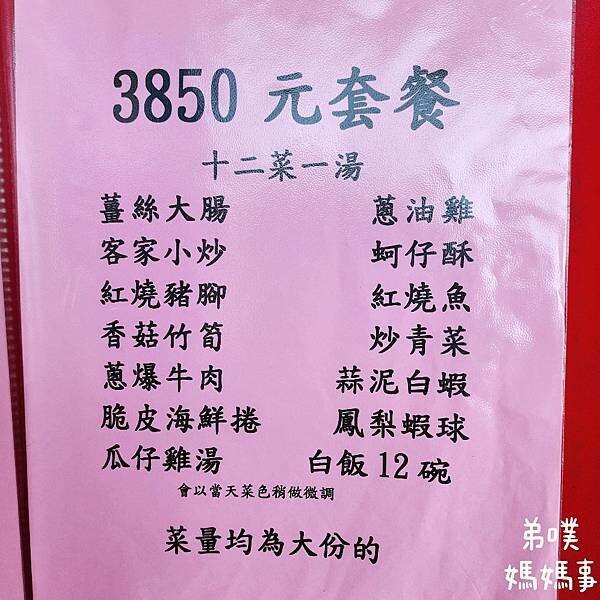 3850 元套餐
十二菜一湯
薑絲大腸 蔥油雞
客家小炒 蚵仔酥
紅燒豬腳 紅燒魚
香菇竹筍 炒青菜
蔥爆牛肉 蒜泥白蝦
脆皮海鮮捲 鳳梨蝦球
瓜仔雞湯 白飯12碗
會以當天菜色稍做微調
菜量均為大份的
弟噗
媽媽事